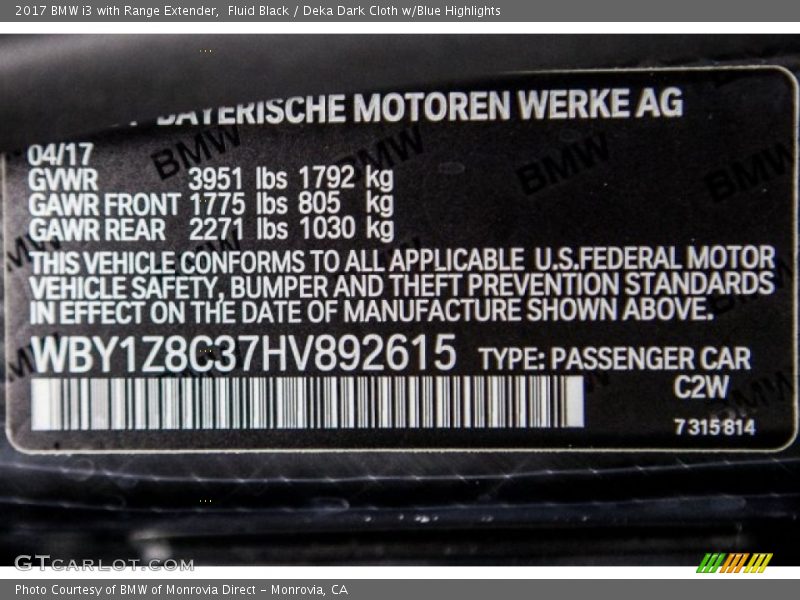 2017 BMW i3 with Range Extender,  Fluid Black / Deka Dark Cloth w/Blue Highlights
BAYERISCHE MOTOREN WERKE AG
04/17
GVWR 3951 lbs 1792 kg
GAWR FRONT 1775 lbs 805 kg
GAWR REAR 2271 lbs 1030 kg
THIS VEHICLE CONFORMS TO ALL APPLICABLE U.S.FEDERAL MOTOR
VEHICLE SAFETY, BUMPER AND THEFT PREVENTION STANDARDS
IN EFFECT ON THE DATE OF MANUFACTURE SHOWN ABOVE.
WBY1Z8C37HV892615 TYPE: PASSENGER CAR
C2W
7 315 814
GTcarlot.com
Photo Courtesy of BMW of Monrovia Direct - Monrovia, CA